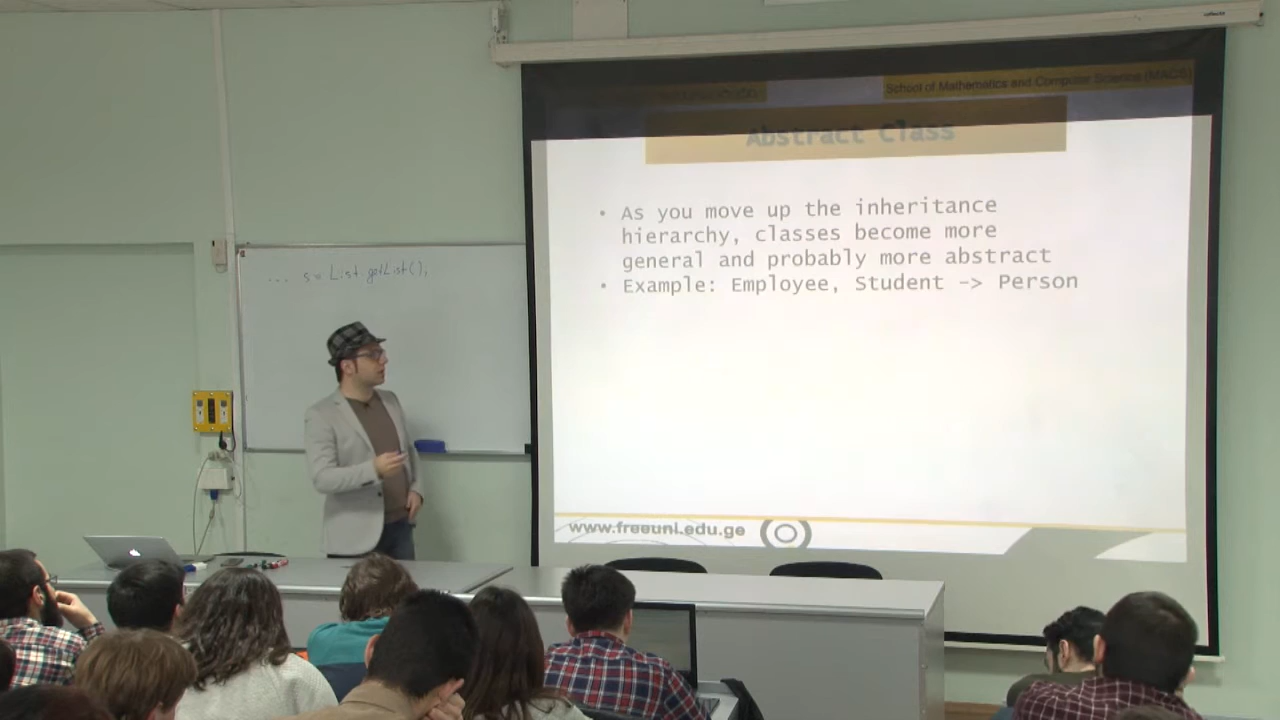 School of Mathematics and Computer Science (MACS)
Abstract Class
• As you move up the inheritance
hierarchy, classes become more
general and probably more abstract
• Example: Employee, Student -> Person
www.freeuni.edu.ge
... s = List.getList();